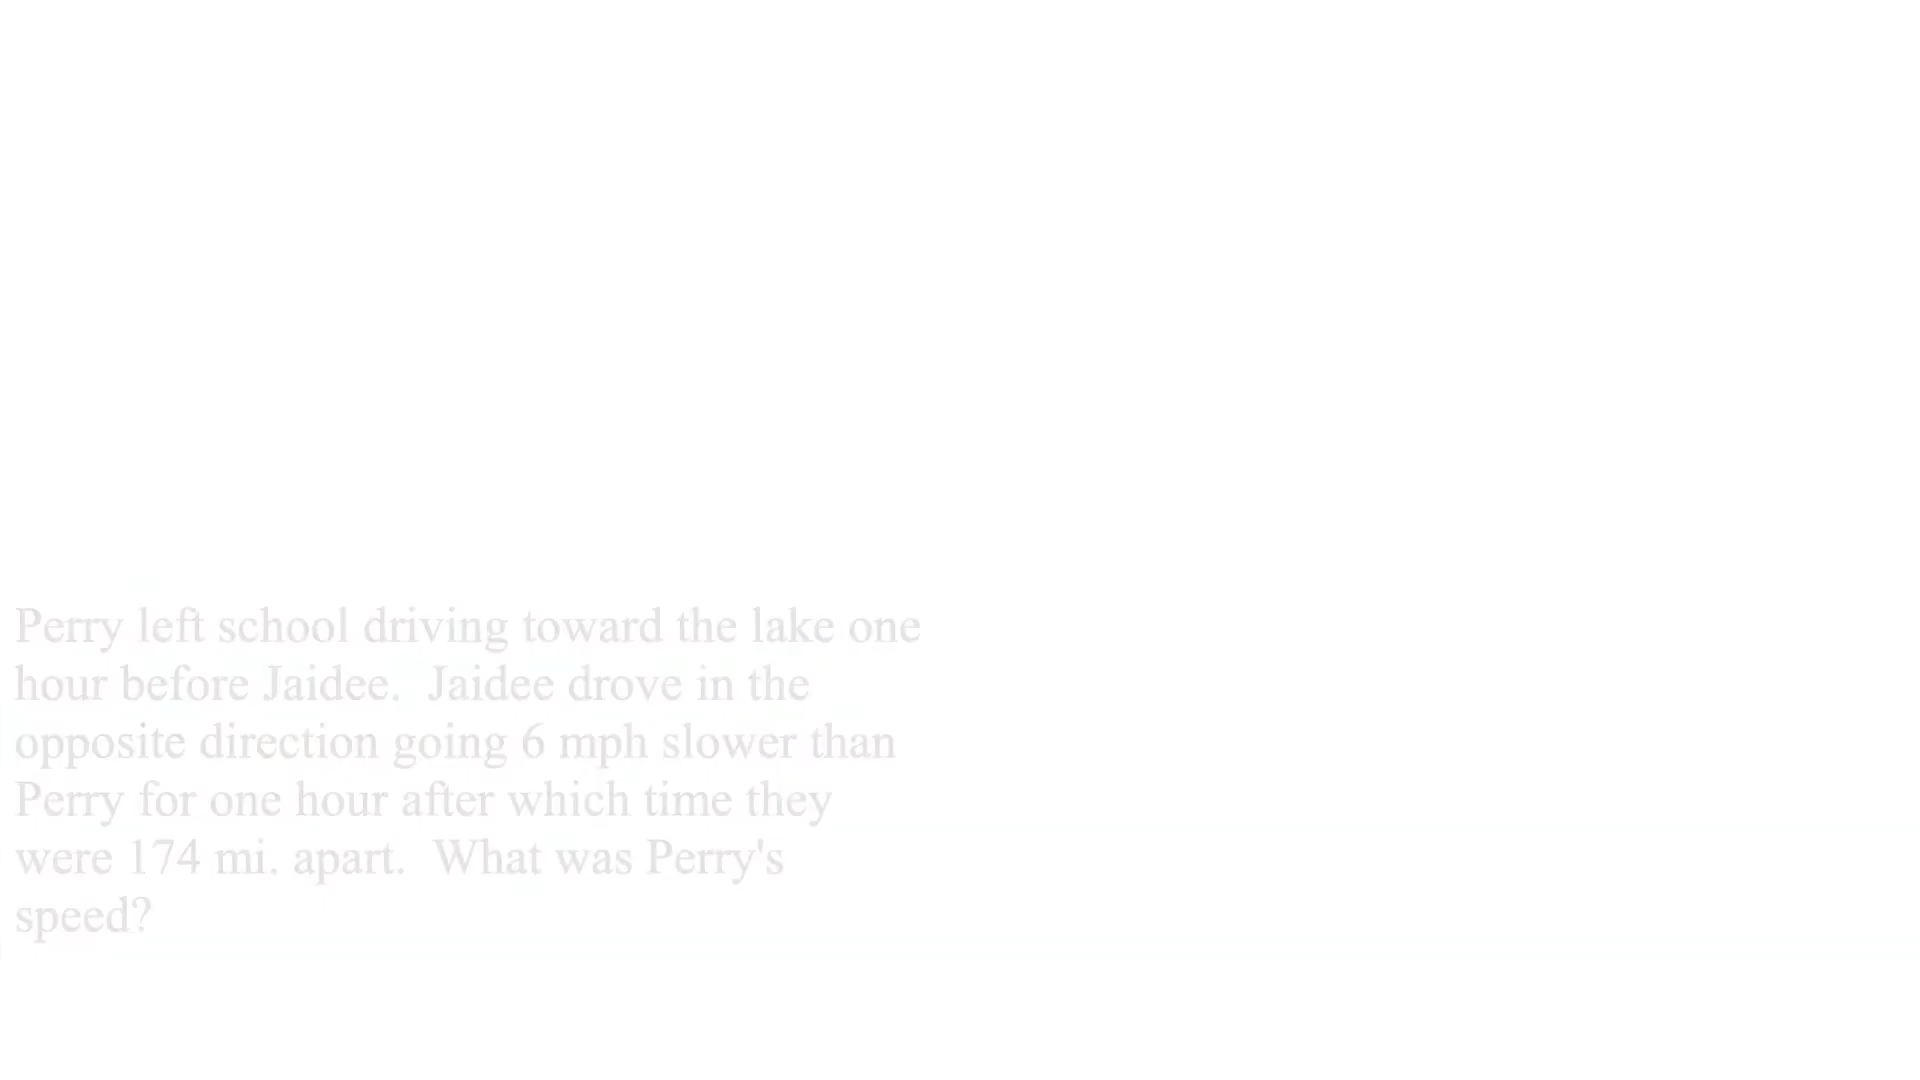 Perry left school driving toward the lake one
hour before Jaidee.  Jaidee drove in the
opposite direction going 6 mph slower than
Perry for one hour after which time they
were 174 mi. apart.  What was Perry's
speed?